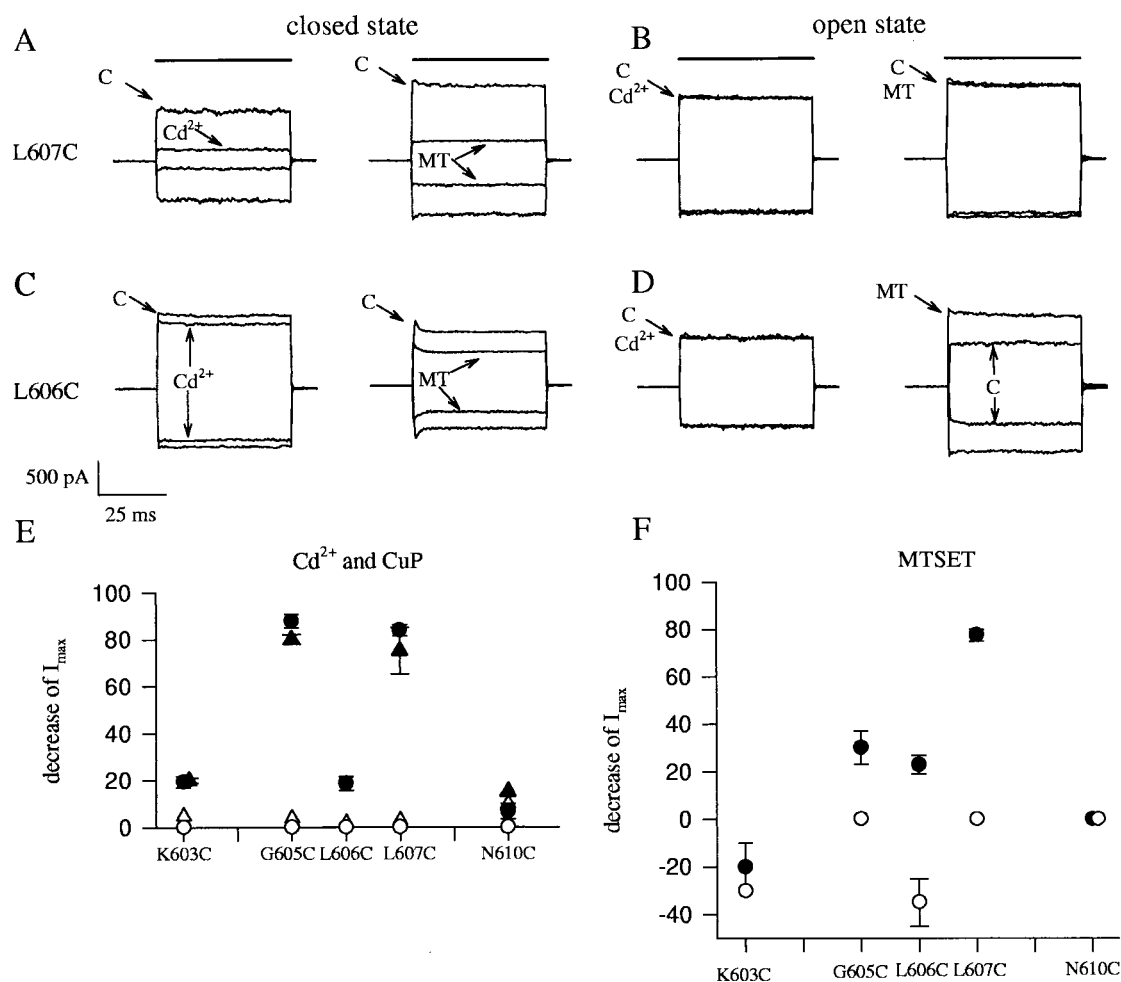 closed state
open state
A
C
Cd²⁺
L607C
C
MT
B
C
Cd²⁺
C
MT
C
C
Cd²⁺
L606C
C
MT
D
C
Cd²⁺
MT
C
500 pA
25 ms
E
Cd²⁺ and CuP
decrease of Imax
100
80
60
40
20
0
K603C
G605C
L606C
L607C
N610C
F
MTSET
decrease of Imax
100
80
60
40
20
0
-20
-40
K603C
G605C
L606C
L607C
N610C